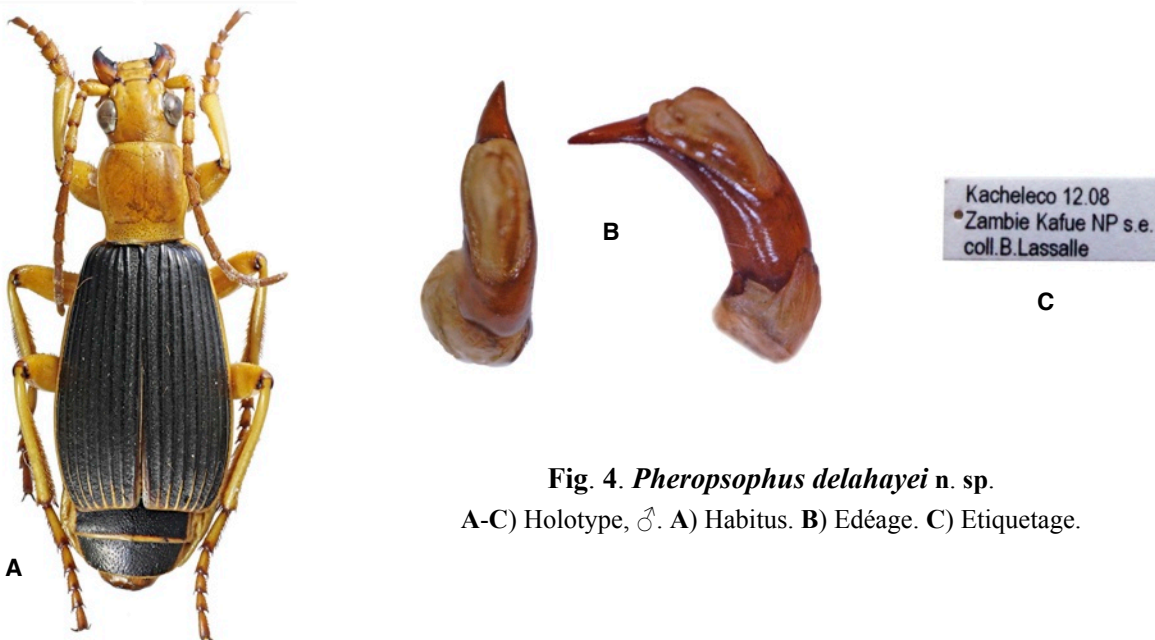 B
Kacheleco 12.08
Zambie Kafue NP s.e.
coll.B.Lassalle
C
Fig. 4. Pheropsophus delahayei n. sp.
A-C) Holotype, ♂. A) Habitus. B) Edéage. C) Etiquetage.
A